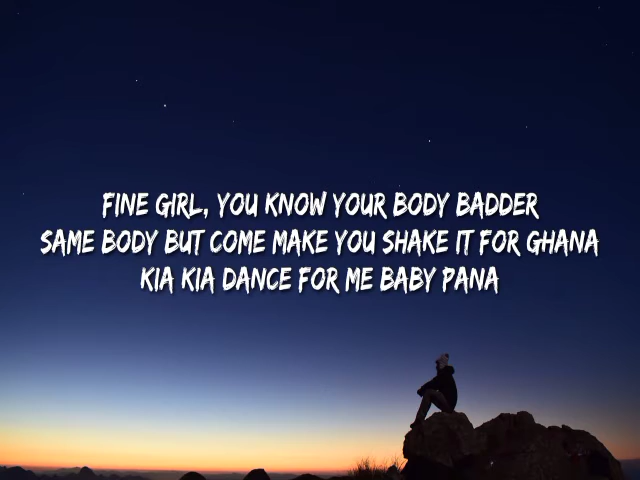 FINE GIRL, YOU KNOW YOUR BODY BADDER
SAME BODY BUT COME MAKE YOU SHAKE IT FOR GHANA
KIA KIA DANCE FOR ME BABY PANA